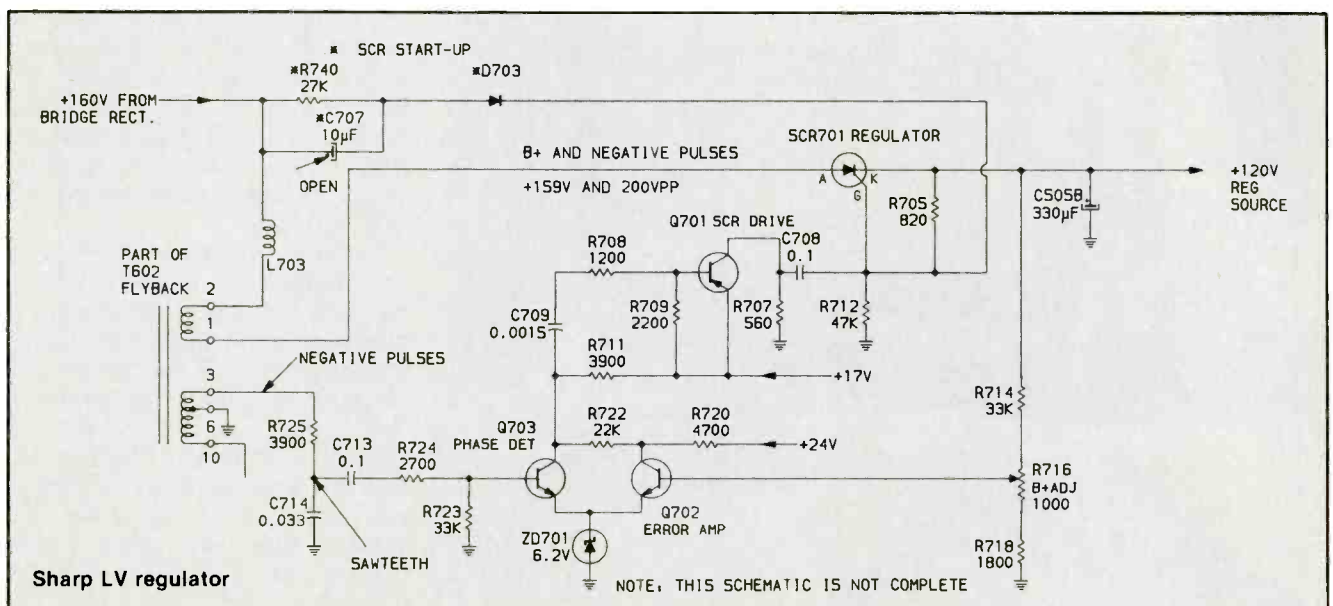 * SCR START-UP
*R740
27K
*D703
+160V FROM
BRIDGE RECT.
*C707
10µF
OPEN
B+ AND NEGATIVE PULSES
+159V AND 200VPP
SCR701 REGULATOR
A
K
G
R705
820
C505B
330µF
+120V
REG
SOURCE
L703
PART OF
T602
FLYBACK
2
1
3
6
10
NEGATIVE PULSES
Q701 SCR DRIVE
R708
1200
C708
0.1
C709
0.0015
R709
2200
R707
560
R712
47K
R711
3900
+17V
R714
33K
R725
3900
C713
0.1
R724
2700
Q703
PHASE DET
R722
22K
R720
4700
+24V
R716
B+ADJ
1000
C714
0.033
R723
33K
Q702
ERROR AMP
ZD701
6.2V
R718
1800
SAWTEETH
Sharp LV regulator
NOTE: THIS SCHEMATIC IS NOT COMPLETE